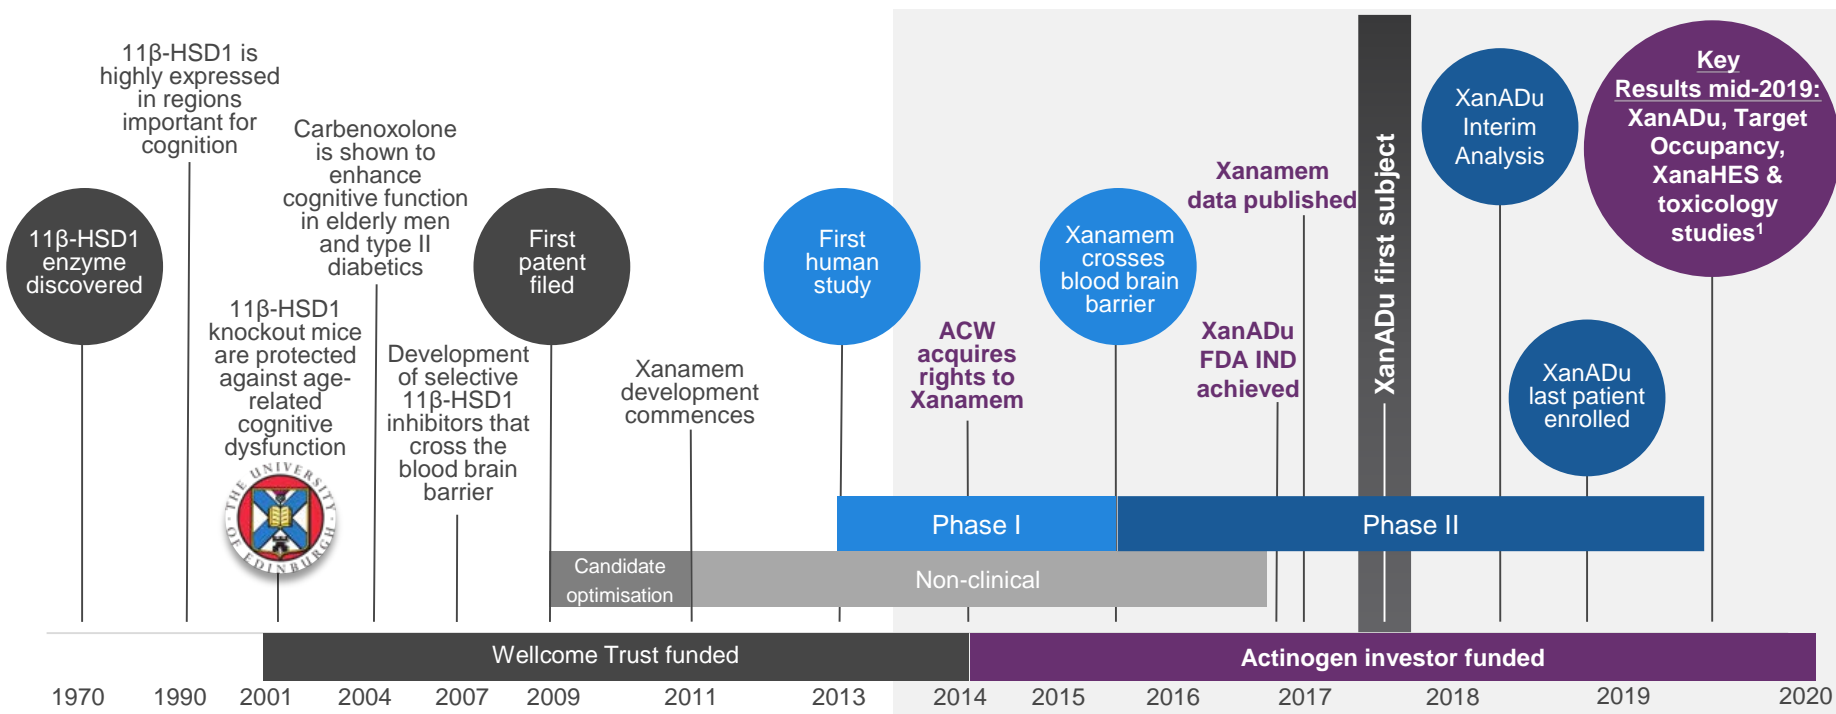 11β-HSD1 is
highly expressed
in regions
important for
cognition
Carbenoxolone
is shown to
enhance
cognitive function
in elderly men
and type II
diabetics
11β-HSD1
enzyme
discovered
11β-HSD1
knockout mice
are protected
against age-
related
cognitive
dysfunction
THE UNIVERSITY
OF EDINBURGH
Development
of selective
11β-HSD1
inhibitors that
cross the
blood brain
barrier
First
patent
filed
Xanamem
development
commences
First
human
study
ACW
acquires
rights to
Xanamem
Xanamem
crosses
blood brain
barrier
Xanamem
data published
XanADu
FDA IND
achieved
XanADu first subject
XanADu
Interim
Analysis
XanADu
last patient
enrolled
Key
Results mid-2019:
XanADu, Target
Occupancy,
XanaHES &
toxicology
studies1
Phase I
Phase II
Candidate
optimisation
Non-clinical
Wellcome Trust funded
Actinogen investor funded
1970 1990 2001 2004 2007 2009 2011 2013 2014 2015 2016 2017 2018 2019 2020